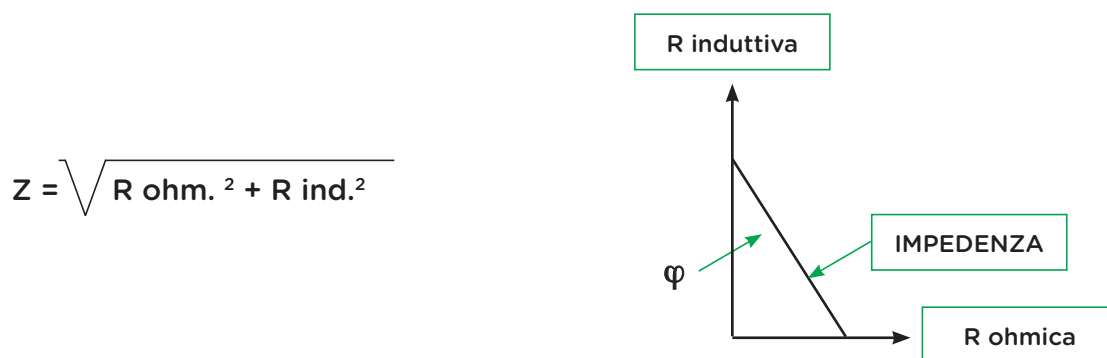 R induttiva
Z = √ R ohm. ² + R ind.²
IMPEDENZA
φ
R ohmica